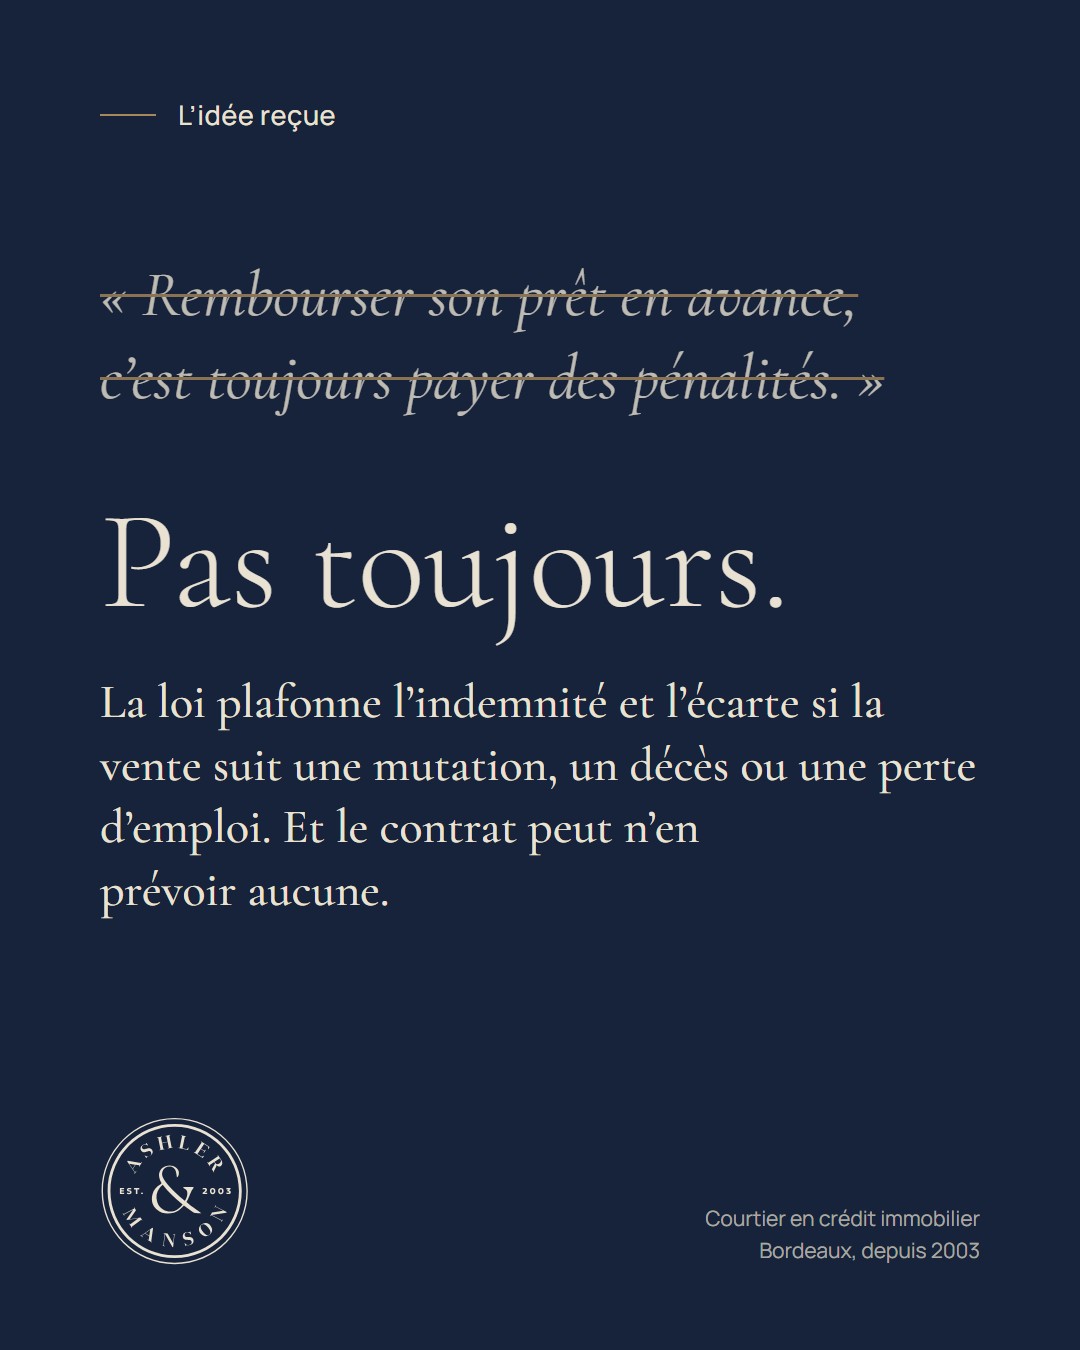 L’idée reçue
« Rembourser son prêt en avance,
c’est toujours payer des pénalités. »
Pas toujours.
La loi plafonne l’indemnité et l’écarte si la
vente suit une mutation, un décès ou une perte
d’emploi. Et le contrat peut n’en
prévoir aucune.
ASHLER
EST. & 2003
MANSON
Courtier en crédit immobilier
Bordeaux, depuis 2003